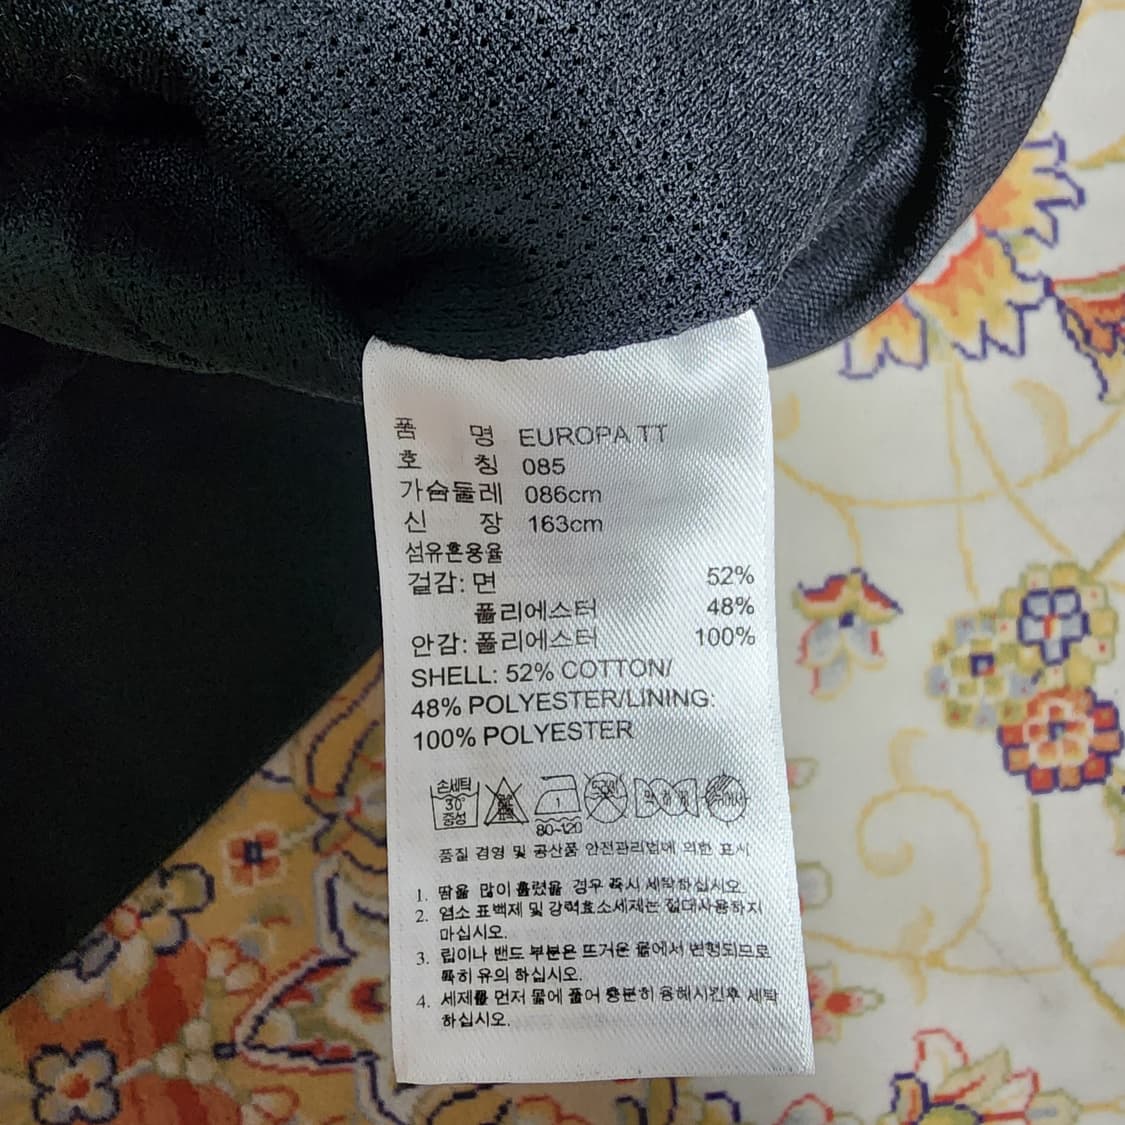 품 명 EUROPA TT
호 칭 085
가슴둘레 086cm
신 장 163cm
섬유혼용율
겉감: 면 52%
폴리에스터 48%
안감: 폴리에스터 100%
SHELL: 52% COTTON/
48% POLYESTER/LINING:
100% POLYESTER
손세탁
30°
중성
1
80~120
품질 경영 및 공산품 안전관리법에 의한 표시
1. 땀을 많이 흘렸을 경우 즉시 세탁하십시오.
2. 염소 표백제 및 강력효소세제는 절대사용하지
마십시오.
3. 립이나 밴드 부분은 뜨거운 물에서 변형되므로
특히 유의 하십시오.
4. 세제를 먼저 물에 풀어 충분히 용해시킨후 세탁
하십시오.